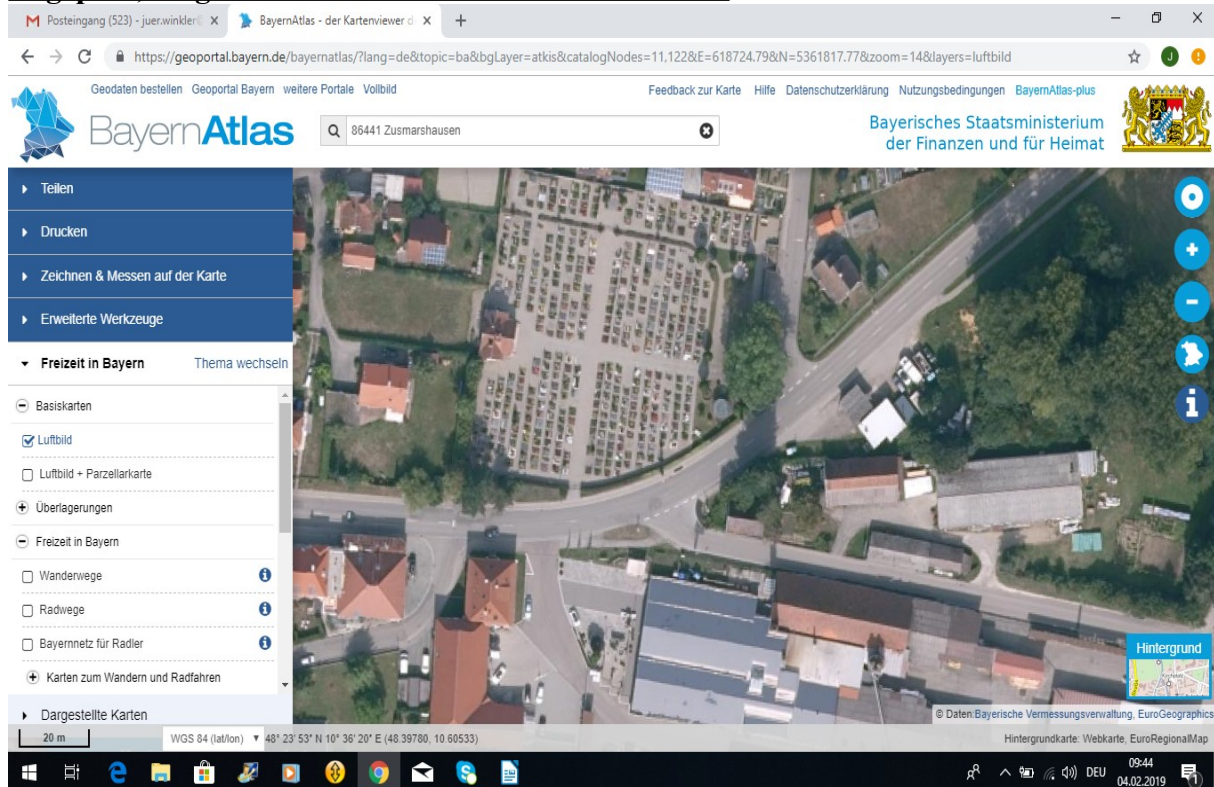 Posteingang (523) - juer.winkler
BayernAtlas - der Kartenviewer d
https://geoportal.bayern.de/bayernatlas/?lang=de&topic=ba&bgLayer=atkis&catalogNodes=11,122&E=618724.79&N=5361817.77&zoom=14&layers=luftbild
J
Geodaten bestellen Geoportal Bayern weitere Portale Vollbild
Feedback zur Karte Hilfe Datenschutzerklärung Nutzungsbedingungen BayernAtlas-plus
BayernAtlas
86441 Zusmarshausen
Bayerisches Staatsministerium
der Finanzen und für Heimat
Teilen
Drucken
Zeichnen & Messen auf der Karte
Erweiterte Werkzeuge
Freizeit in Bayern Thema wechseln
Basiskarten
Luftbild
Luftbild + Parzellarkarte
Überlagerungen
Freizeit in Bayern
Wanderwege
Radwege
Bayernnetz für Radler
Karten zum Wandern und Radfahren
Dargestellte Karten
Hintergrund
© Daten:Bayerische Vermessungsverwaltung, EuroGeographics
20 m
WGS 84 (lat/lon) 48° 23' 53" N 10° 36' 20" E (48.39780, 10.60533)
Hintergrundkarte: Webkarte, EuroRegionalMap
DEU
09:44
04.02.2019